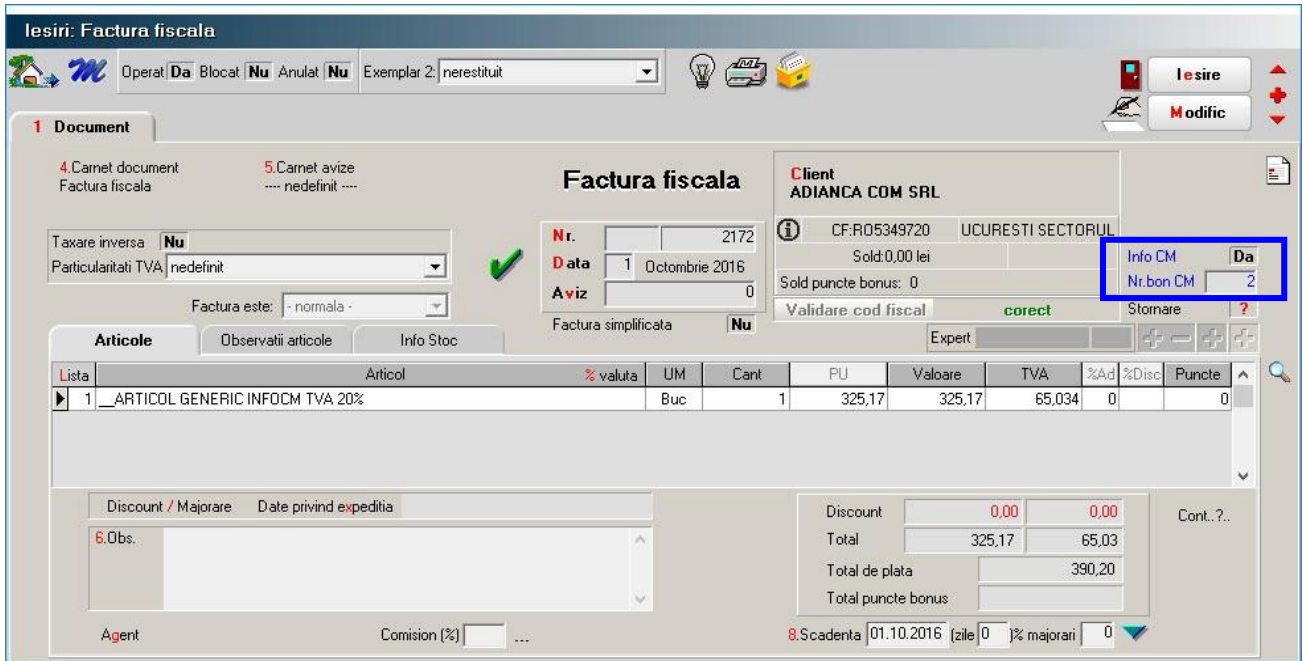 Iesiri: Factura fiscala
Operat Da Blocat Nu Anulat Nu Exemplar 2: nerestituit
Iesire
Modific
1 Document
4.Carnet document 5.Carnet avize
Factura fiscala ---- nedefinit ----
Factura fiscala
Client
ADIANCA COM SRL
Taxare inversa Nu
Particularitati TVA nedefinit
Factura este: - normala -
Nr. 2172
Data 1 Octombrie 2016
Aviz 0
Factura simplificata Nu
CF:RO5349720 UCURESTI SECTORUL
Sold:0,00 lei
Sold puncte bonus: 0
Validare cod fiscal corect
Info CM Da
Nr.bon CM 2
Stornare ?
Expert
Articole Observatii articole Info Stoc
Lista Articol % valuta UM Cant PU Valoare TVA %Ad %Disc Puncte
1 __ARTICOL GENERIC INFOCM TVA 20% Buc 1 325,17 325,17 65,034 0 0
Discount / Majorare Date privind expeditia
6.Obs.
Discount 0,00 0,00
Total 325,17 65,03
Total de plata 390,20
Total puncte bonus
Cont..?..
Agent Comision (%) ...
8.Scadenta 01.10.2016 (zile 0 )% majorari 0